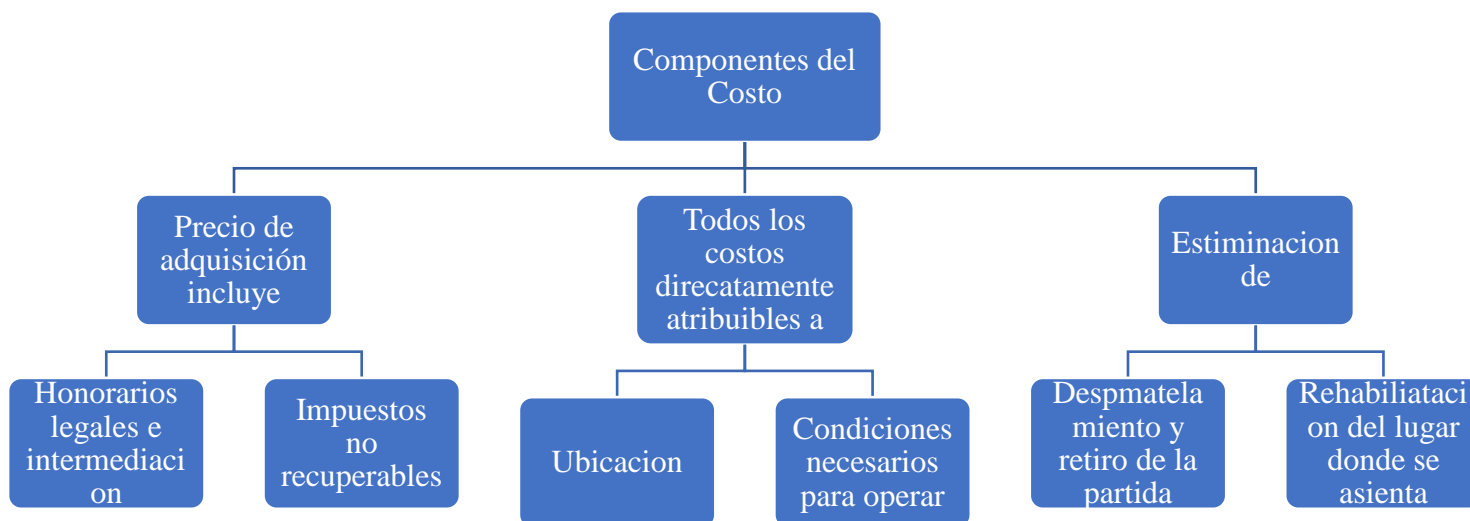 Componentes del
Costo
Precio de
adquisición
incluye
Todos los
costos
direcatamente
atribuibles a
Estiminacion
de
Honorarios
legales e
intermediaci
on
Impuestos
no
recuperables
Ubicacion
Condiciones
necesarios
para operar
Despmatela
miento y
retiro de la
partida
Rehabiliataci
on del lugar
donde se
asienta